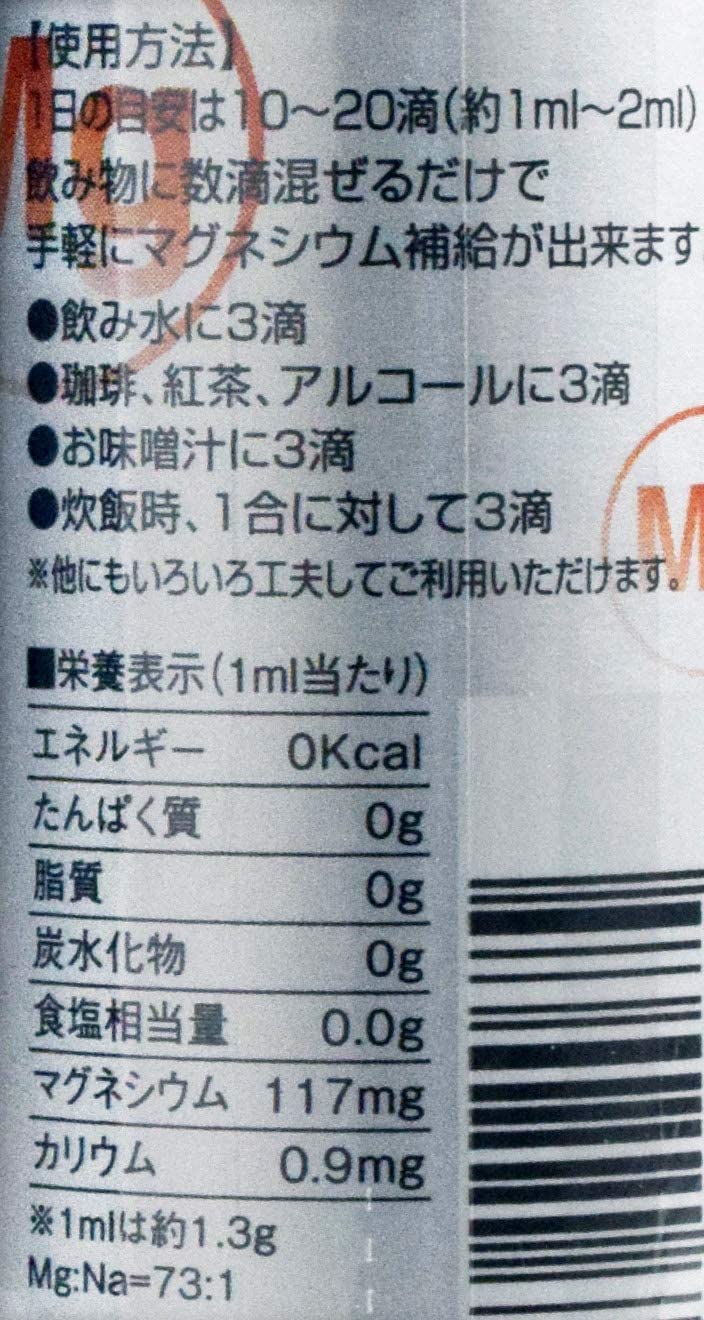 【使用方法】
1日の目安は10〜20滴(約1ml〜2ml)
飲み物に数滴混ぜるだけで
手軽にマグネシウム補給が出来ます。
●飲み水に3滴
●珈琲、紅茶、アルコールに3滴
●お味噌汁に3滴
●炊飯時、1合に対して3滴
※他にもいろいろ工夫してご利用いただけます。
■栄養表示(1ml当たり)
エネルギー 0Kcal
たんぱく質 0g
脂質 0g
炭水化物 0g
食塩相当量 0.0g
マグネシウム 117mg
カリウム 0.9mg
※1mlは約1.3g
Mg:Na=73:1
Mg
M